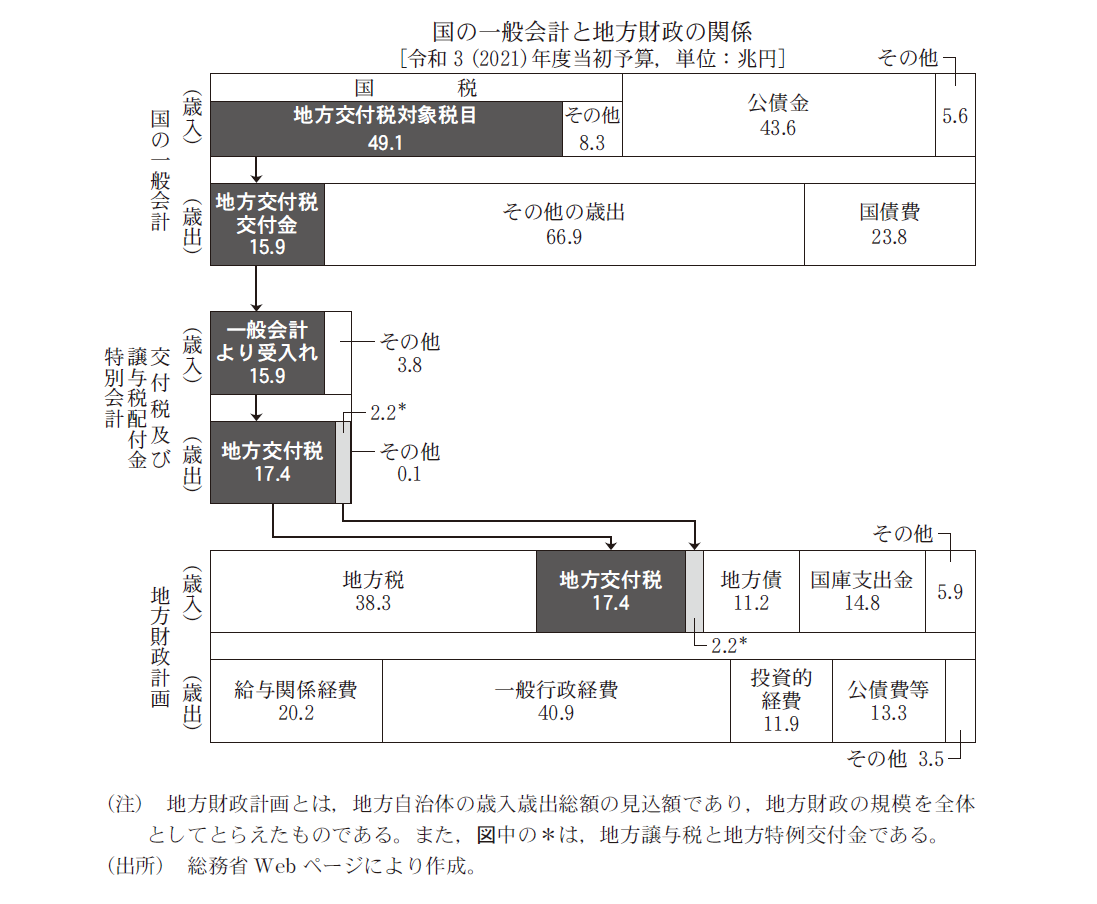 国の一般会計と地方財政の関係
[令和3(2021)年度当初予算，単位：兆円]
その他
国の一般会計
(歳入)
国　税
地方交付税対象税目
49.1
その他
8.3
公債金
43.6
5.6
(歳出)
地方交付税
交付金
15.9
その他の歳出
66.9
国債費
23.8
交付税及び
譲与税配付金
特別会計
(歳入)
一般会計
より受入れ
15.9
その他
3.8
(歳出)
地方交付税
17.4
2.2*
その他
0.1
その他
地方財政計画
(歳入)
地方税
38.3
地方交付税
17.4
地方債
11.2
国庫支出金
14.8
5.9
2.2*
(歳出)
給与関係経費
20.2
一般行政経費
40.9
投資的
経費
11.9
公債費等
13.3
その他 3.5
(注)　地方財政計画とは，地方自治体の歳入歳出総額の見込額であり，地方財政の規模を全体
としてとらえたものである。また，図中の＊は，地方譲与税と地方特例交付金である。
(出所)　総務省 Web ページにより作成。